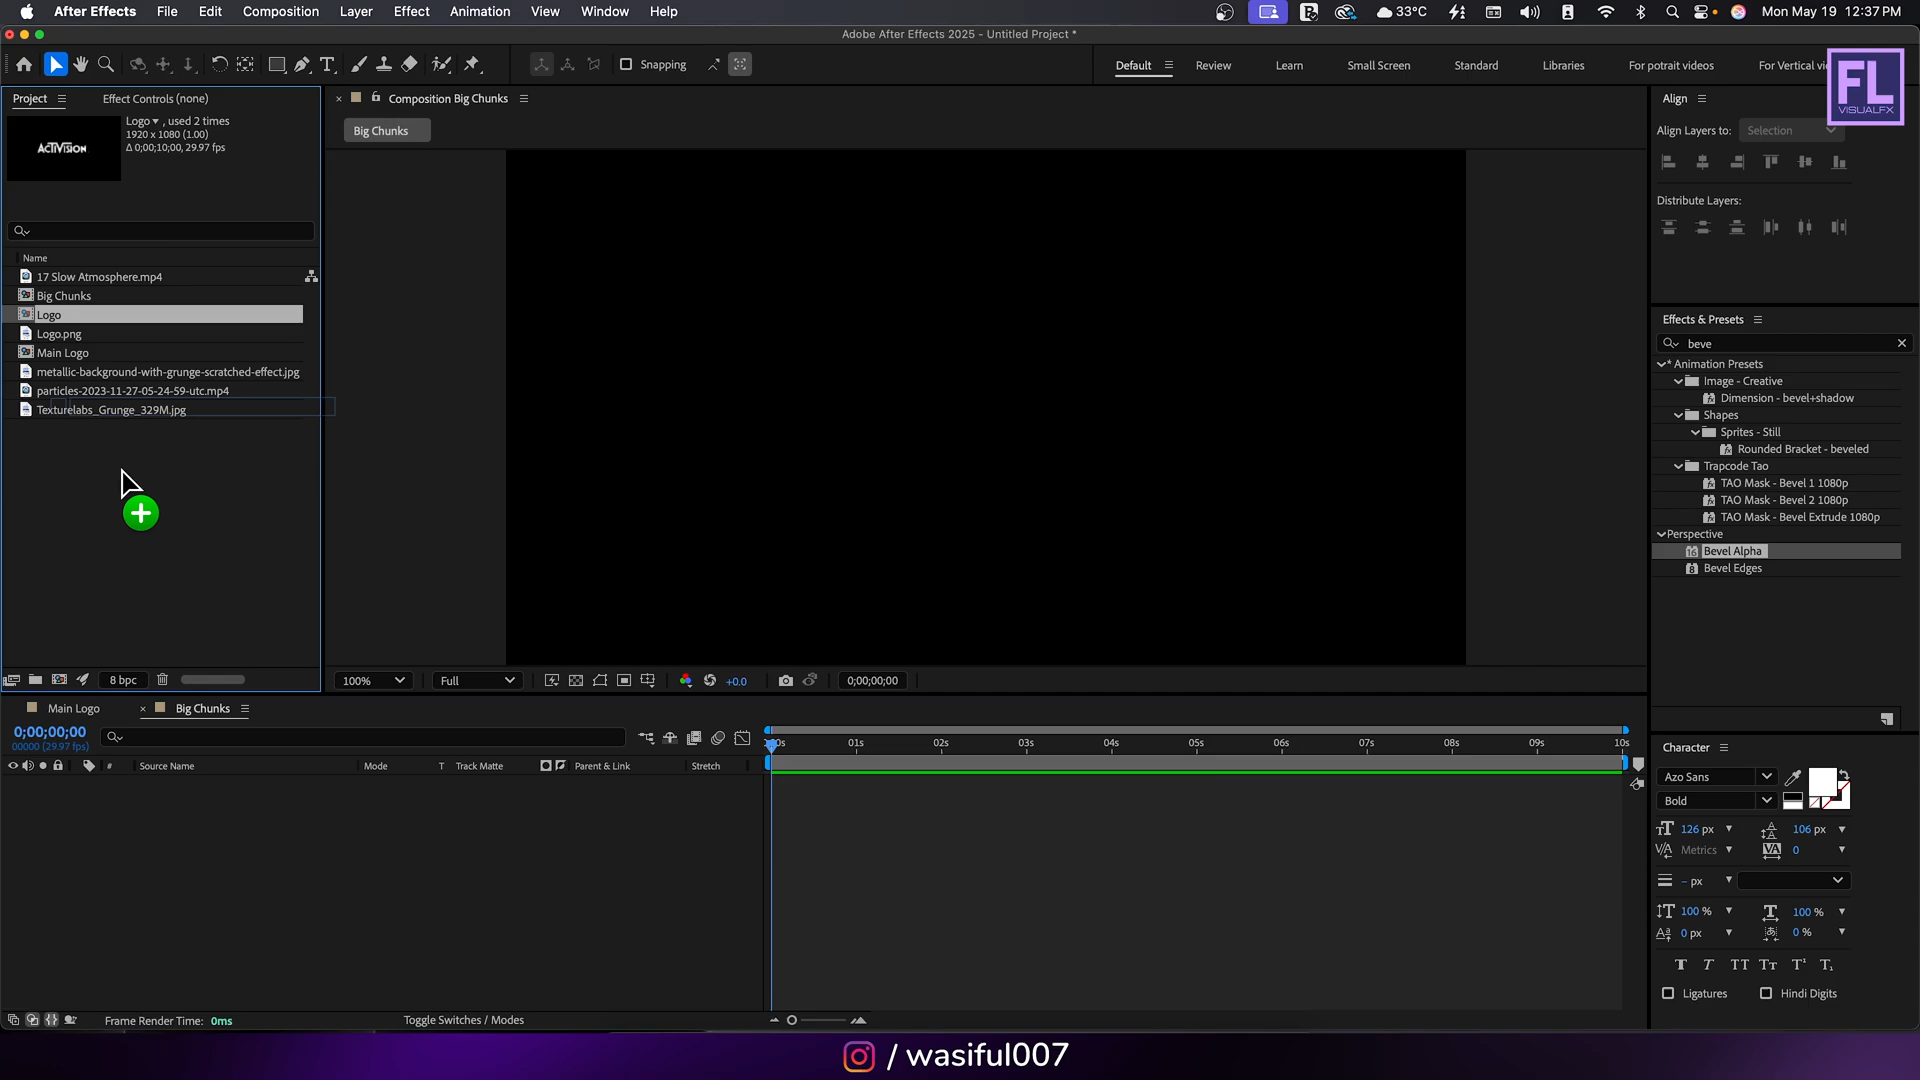 After Effects File Edit Composition Layer Effect Animation View Window Help 33°C Mon May 19 12:37 PM
Adobe After Effects 2025 - Untitled Project *
Snapping Default Review Learn Small Screen Standard Libraries For potrait videos For Vertical vi
FL
VISUALFX
Project Effect Controls (none) Composition Big Chunks Align
ACTIVISION
Logo , used 2 times
1920 x 1080 (1.00)
Δ 0;00;10;00, 29.97 fps
Big Chunks
Align Layers to: Selection
Distribute Layers:
Name
17 Slow Atmosphere.mp4
Big Chunks
Logo
Logo.png
Main Logo
metallic-background-with-grunge-scratched-effect.jpg
particles-2023-11-27-05-24-59-utc.mp4
Texturelabs_Grunge_329M.jpg
Effects & Presets
beve
* Animation Presets
Image - Creative
Dimension - bevel+shadow
Shapes
Sprites - Still
Rounded Bracket - beveled
Trapcode Tao
TAO Mask - Bevel 1 1080p
TAO Mask - Bevel 2 1080p
TAO Mask - Bevel Extrude 1080p
Perspective
Bevel Alpha
Bevel Edges
8 bpc 100% Full +0.0 0;00;00;00
Main Logo Big Chunks
0;00;00;00
00000 (29.97 fps)
:00s 01s 02s 03s 04s 05s 06s 07s 08s 09s 10s
# Source Name Mode T Track Matte Parent & Link Stretch
Character
Azo Sans
Bold
126 px 106 px
Metrics 0
- px
100 % 100 %
0 px 0 %
T T TT Tt T¹ T₁
Ligatures Hindi Digits
Frame Render Time: 0ms Toggle Switches / Modes
/ wasiful007